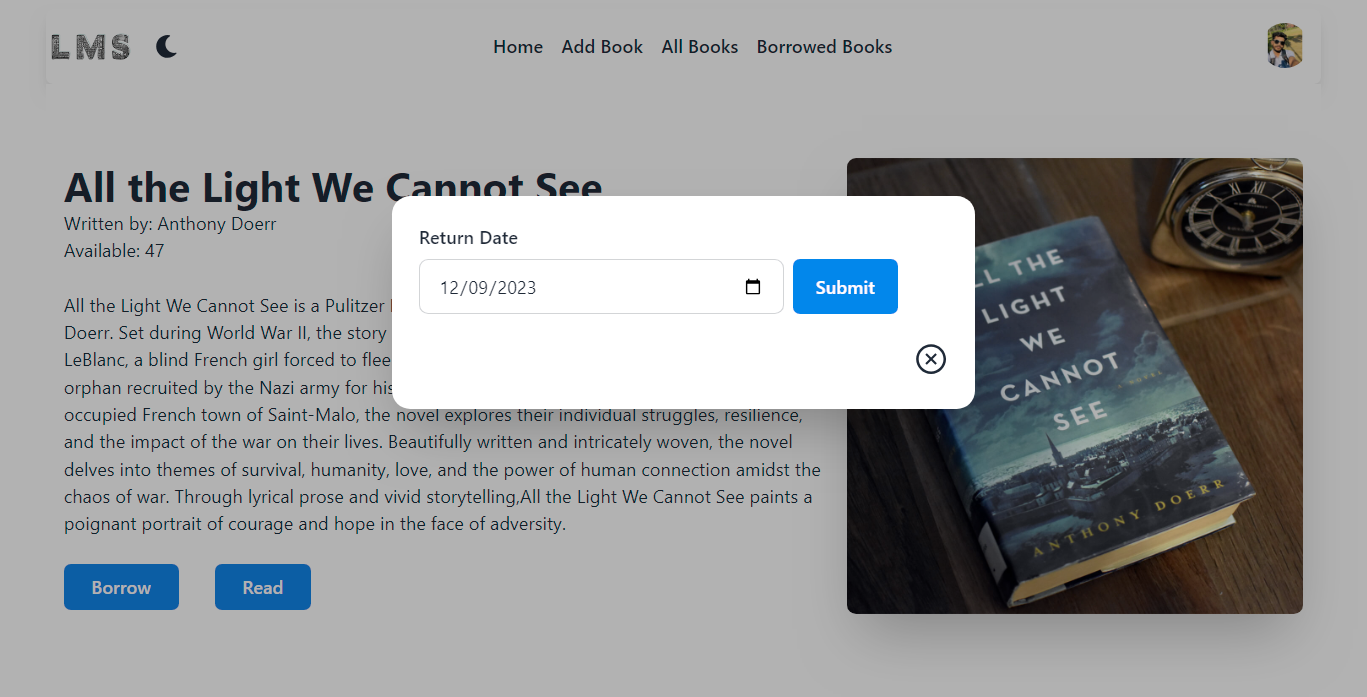 LMS
Home Add Book All Books Borrowed Books
All the Light We Cannot See
Written by: Anthony Doerr
Available: 47
All the Light We Cannot See is a Pulitzer
Doerr. Set during World War II, the story
LeBlanc, a blind French girl forced to flee
orphan recruited by the Nazi army for his
occupied French town of Saint-Malo, the novel explores their individual struggles, resilience,
and the impact of the war on their lives. Beautifully written and intricately woven, the novel
delves into themes of survival, humanity, love, and the power of human connection amidst the
chaos of war. Through lyrical prose and vivid storytelling,All the Light We Cannot See paints a
poignant portrait of courage and hope in the face of adversity.
Borrow Read
Return Date
12/09/2023
Submit
THE
LIGHT
WE
CANNOT
SEE
A NOVEL
ANTHONY DOERR